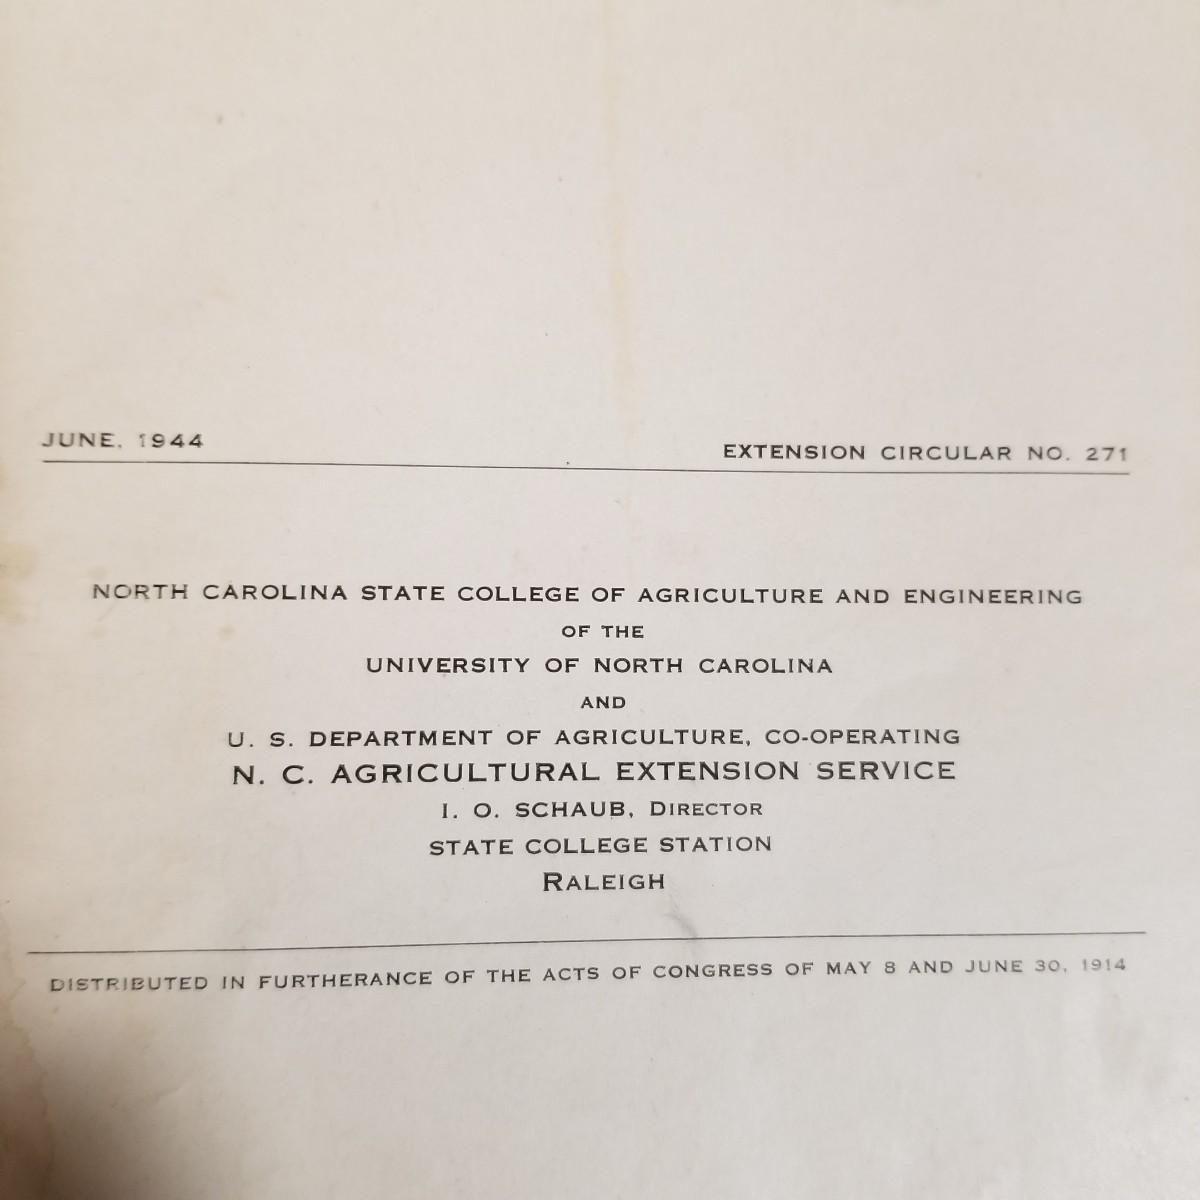 JUNE, 1944
EXTENSION CIRCULAR NO. 271
NORTH CAROLINA STATE COLLEGE OF AGRICULTURE AND ENGINEERING
OF THE
UNIVERSITY OF NORTH CAROLINA
AND
U. S. DEPARTMENT OF AGRICULTURE, CO-OPERATING
N. C. AGRICULTURAL EXTENSION SERVICE
I. O. SCHAUB, DIRECTOR
STATE COLLEGE STATION
RALEIGH
DISTRIBUTED IN FURTHERANCE OF THE ACTS OF CONGRESS OF MAY 8 AND JUNE 30, 1914